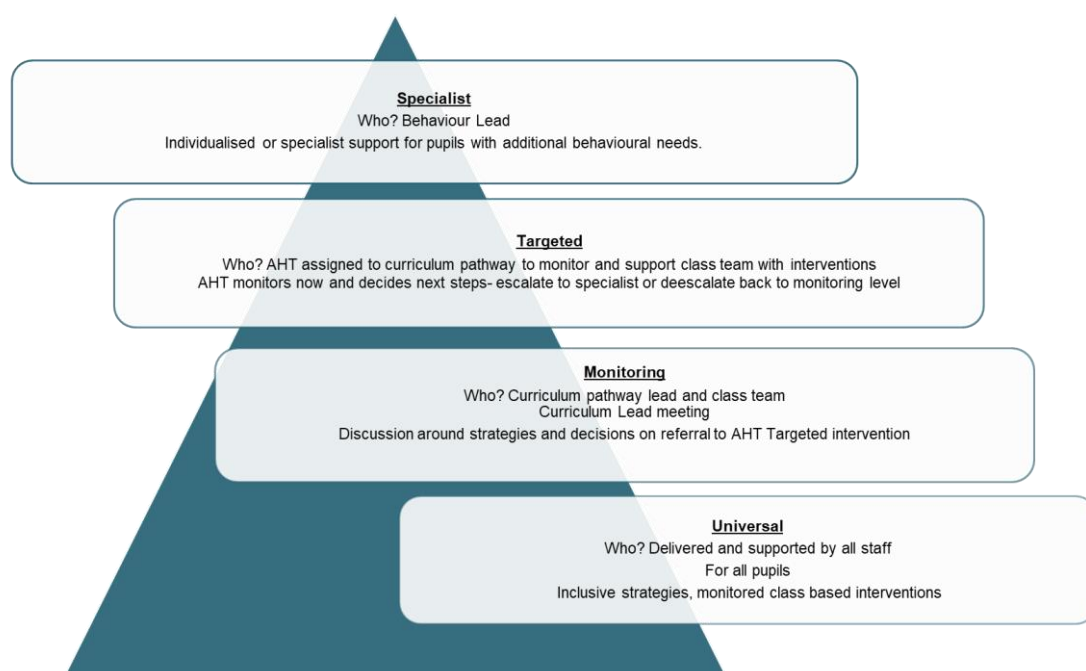 Specialist
Who? Behaviour Lead
Individualised or specialist support for pupils with additional behavioural needs.
Targeted
Who? AHT assigned to curriculum pathway to monitor and support class team with interventions
AHT monitors now and decides next steps- escalate to specialist or deescalate back to monitoring level
Monitoring
Who? Curriculum pathway lead and class team
Curriculum Lead meeting
Discussion around strategies and decisions on referral to AHT Targeted intervention
Universal
Who? Delivered and supported by all staff
For all pupils
Inclusive strategies, monitored class based interventions